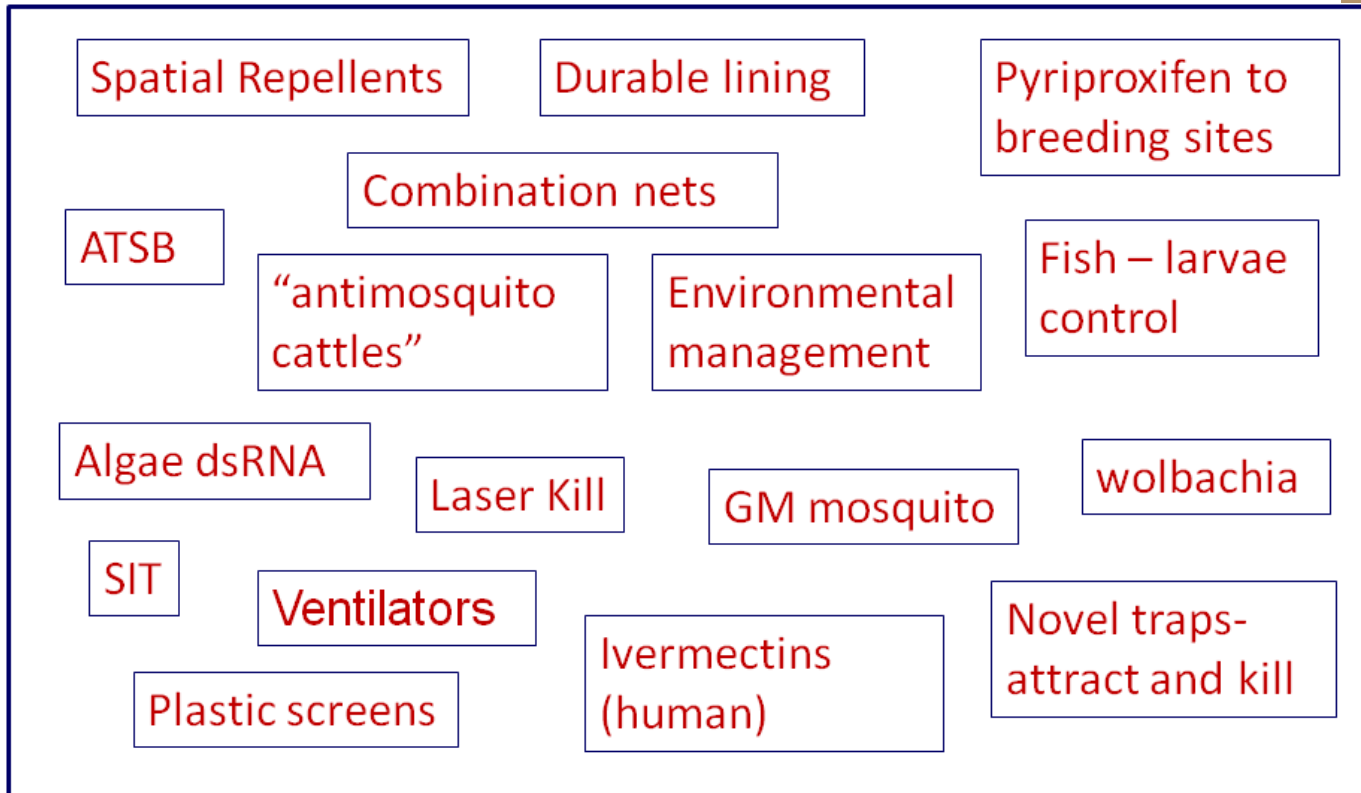 Spatial Repellents
Durable lining
Pyriproxifen to
breeding sites
Combination nets
ATSB
“antimosquito
cattles”
Environmental
management
Fish – larvae
control
Algae dsRNA
Laser Kill
GM mosquito
wolbachia
SIT
Ventilators
Ivermectins
(human)
Novel traps-
attract and kill
Plastic screens